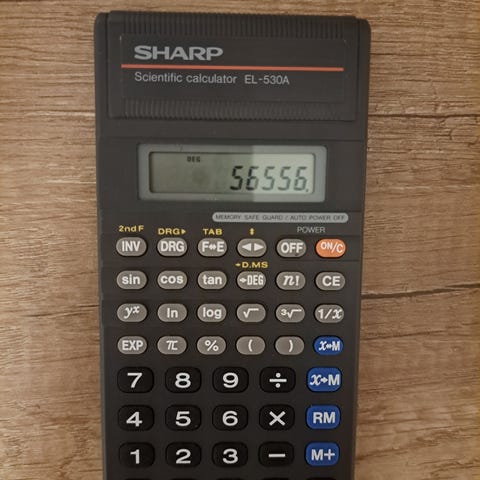 SHARP
Scientific calculator EL-530A
DEG
56556.
MEMORY SAFE GUARD / AUTO POWER OFF
2nd F DRG▸ TAB ⇕ POWER
INV DRG F↔E ◀▶ OFF ON/C
→D.MS
sin cos tan →DEG n! CE
yˣ ln log √ ³√ 1/x
EXP π % ( ) x↔M
7 8 9 ÷ x→M
4 5 6 × RM
1 2 3 − M+